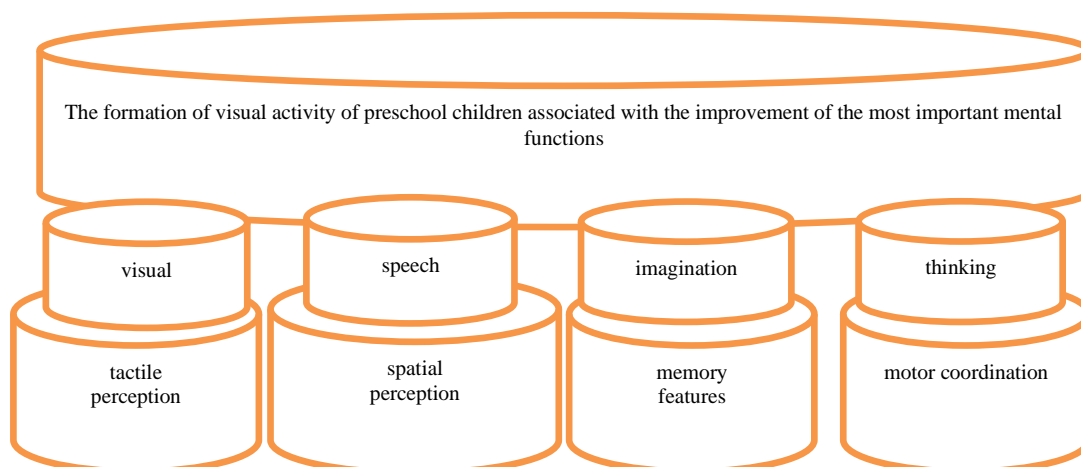 The formation of visual activity of preschool children associated with the improvement of the most important mental
functions
visual
speech
imagination
thinking
tactile
perception
spatial
perception
memory
features
motor coordination